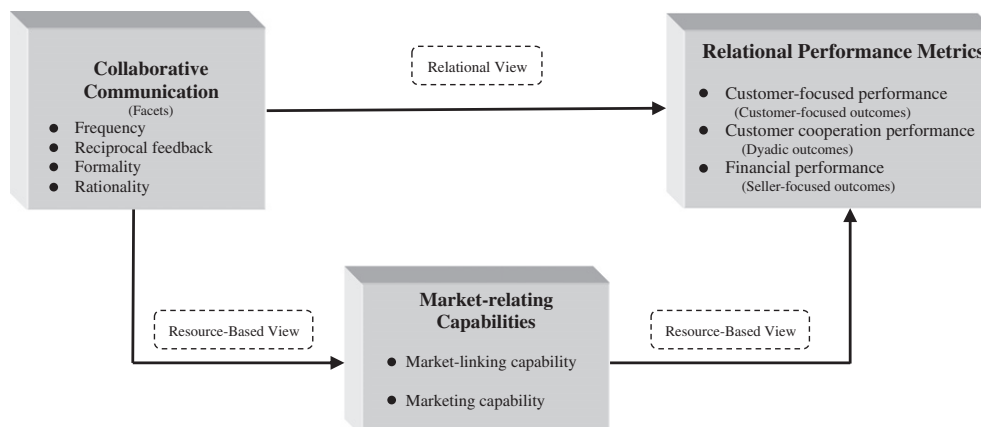 Collaborative
Communication
(Facets)
● Frequency
● Reciprocal feedback
● Formality
● Rationality
Relational View
Relational Performance Metrics
● Customer-focused performance
(Customer-focused outcomes)
● Customer cooperation performance
(Dyadic outcomes)
● Financial performance
(Seller-focused outcomes)
Resource-Based View
Market-relating
Capabilities
● Market-linking capability
● Marketing capability
Resource-Based View